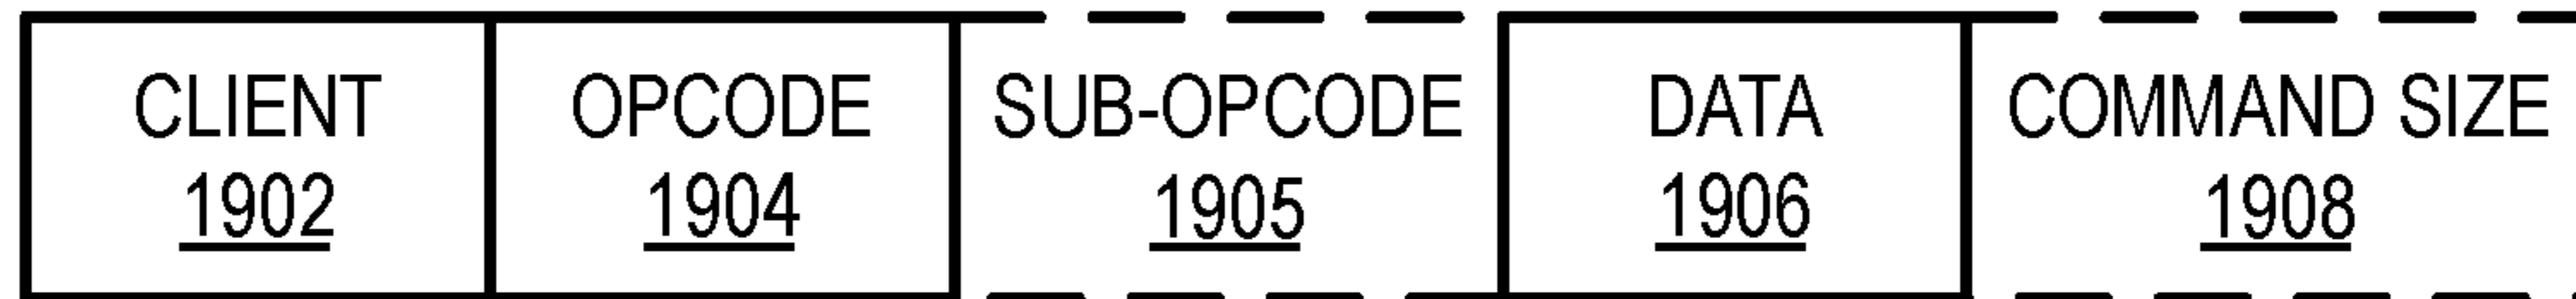 CLIENT OPCODE SUB-OPCODE DATA COMMAND SIZE
1902 1904 1905 1906 1908